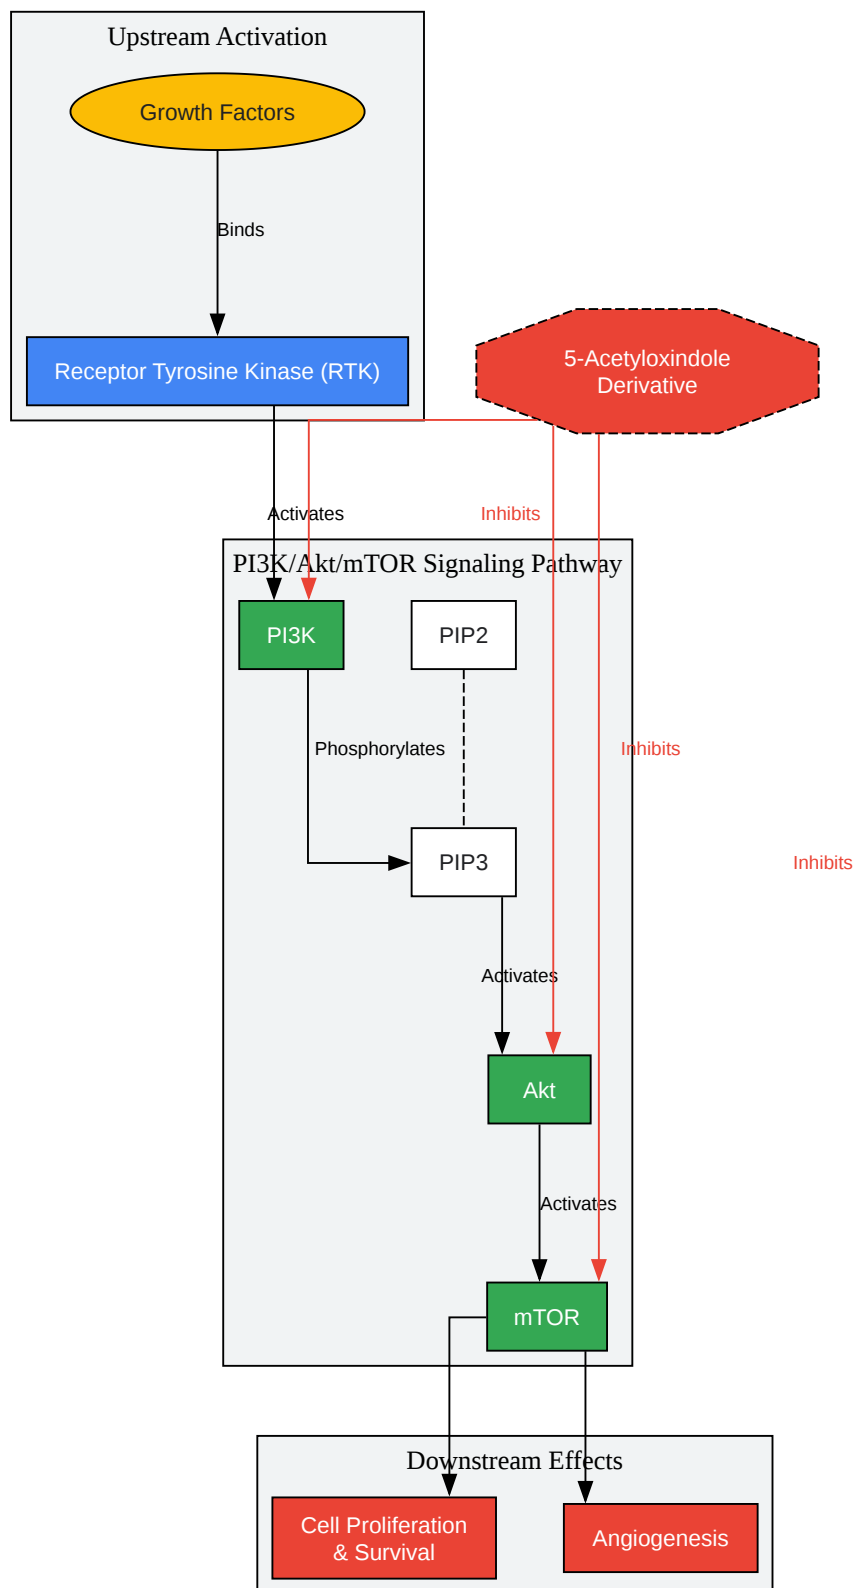 Upstream Activation
Growth Factors
Binds
Receptor Tyrosine Kinase (RTK)
5-Acetyloxindole
Derivative
Activates
Inhibits
PI3K/Akt/mTOR Signaling Pathway
PI3K
PIP2
Phosphorylates
Inhibits
PIP3
Inhibits
Activates
Akt
Activates
mTOR
Downstream Effects
Cell Proliferation
& Survival
Angiogenesis